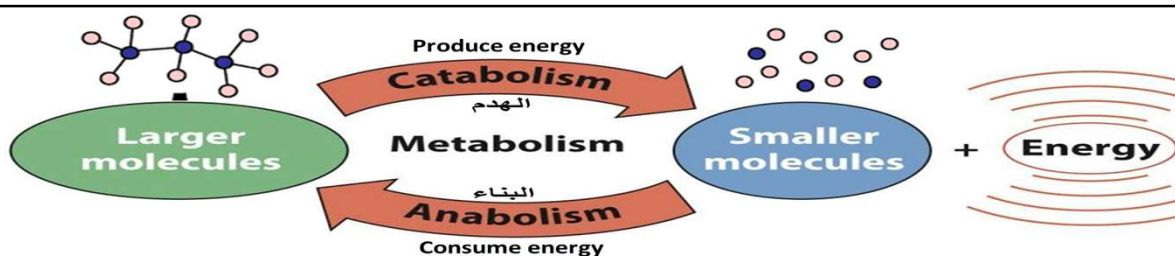 Produce energy
Catabolism
الهدم
Larger
molecules
Metabolism
Smaller
molecules
+
Energy
البناء
Anabolism
Consume energy